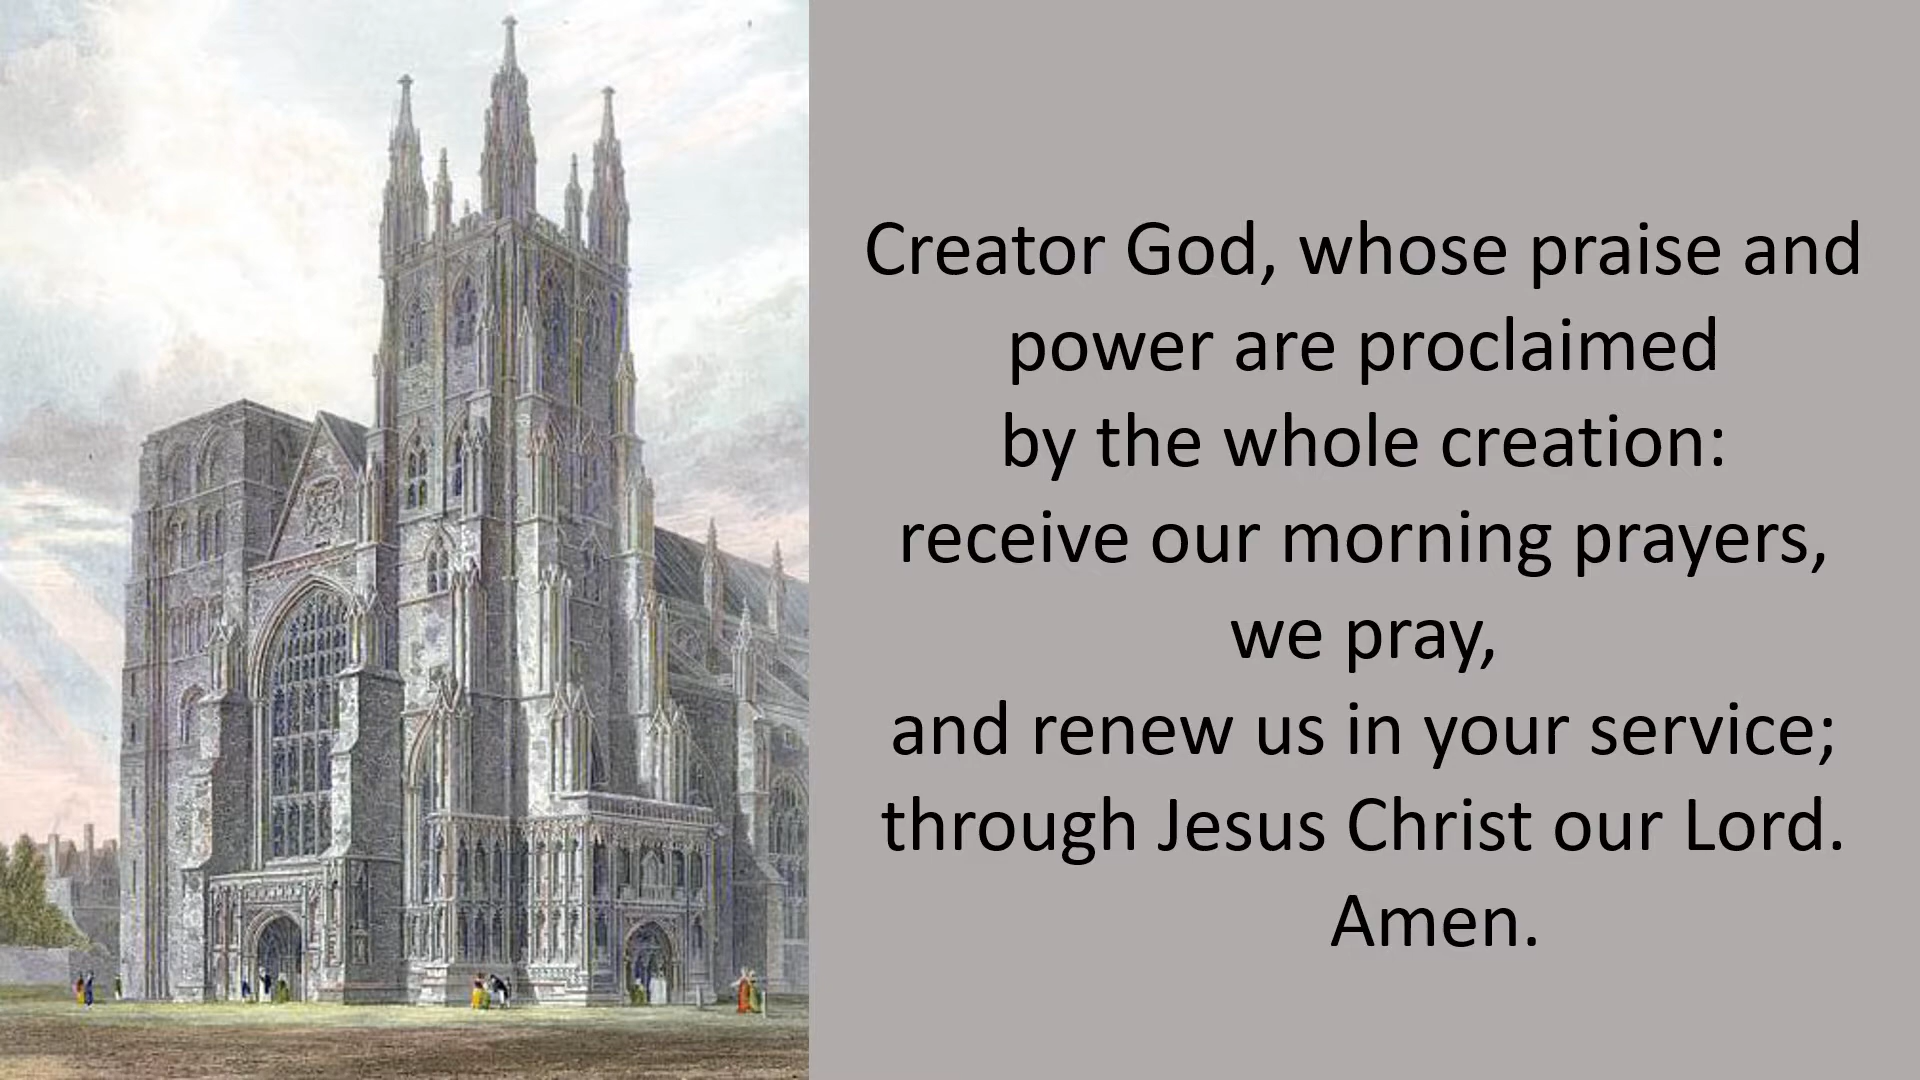 Creator God, whose praise and
power are proclaimed
by the whole creation:
receive our morning prayers,
we pray,
and renew us in your service;
through Jesus Christ our Lord.
Amen.